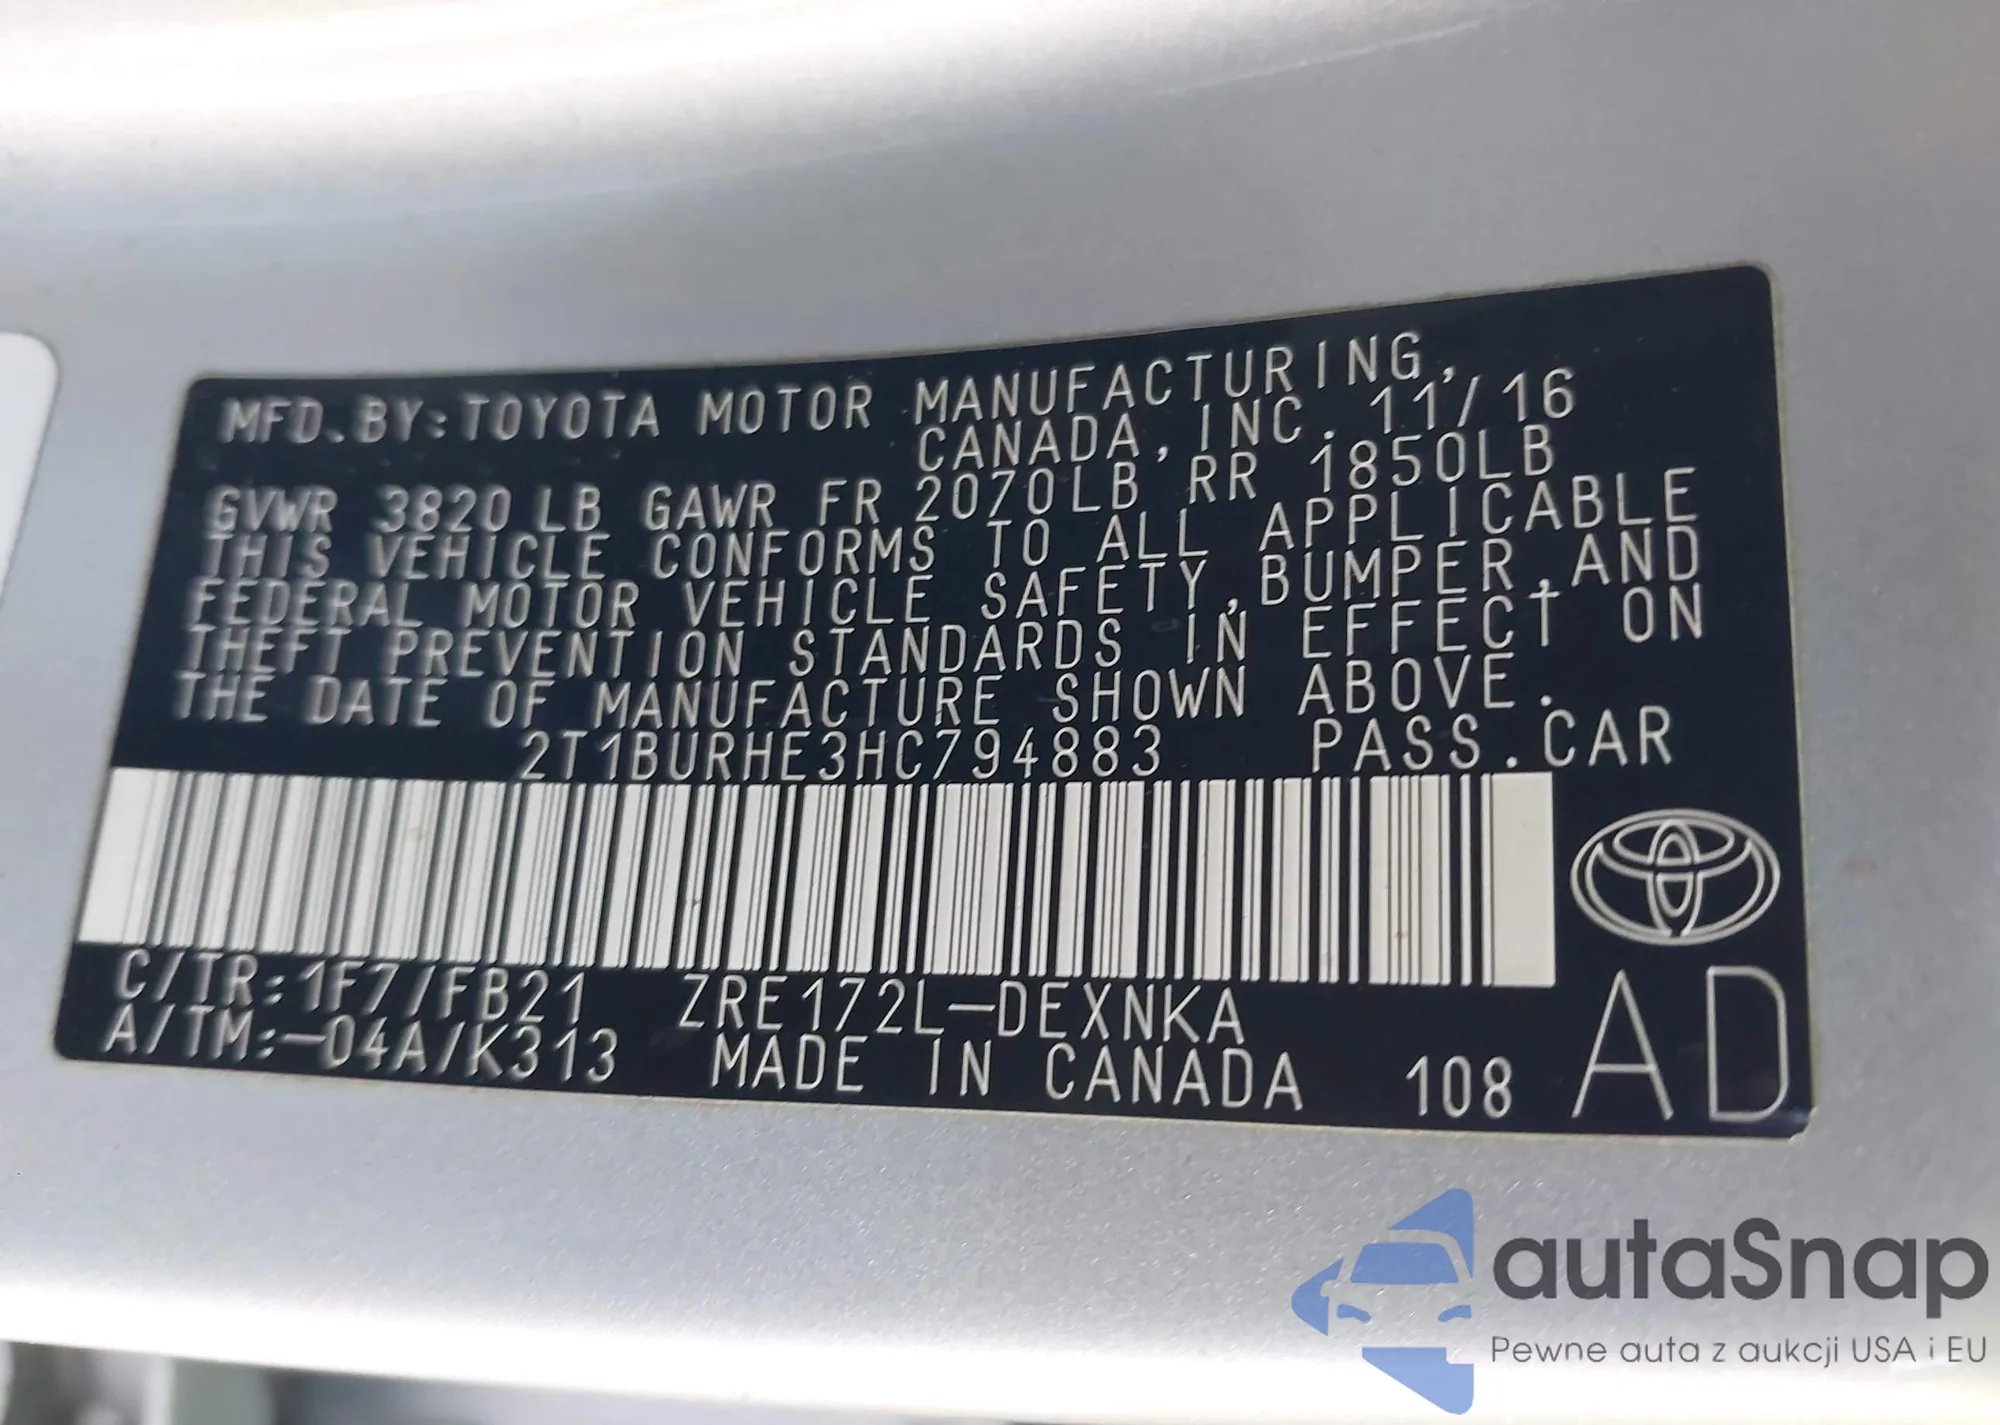 MFD.BY:TOYOTA MOTOR MANUFACTURING,
CANADA,INC. 11/16
GVWR 3820LB GAWR FR 2070LB RR 1850LB
THIS VEHICLE CONFORMS TO ALL APPLICABLE
FEDERAL MOTOR VEHICLE SAFETY,BUMPER,AND
THEFT PREVENTION STANDARDS IN EFFECT ON
THE DATE OF MANUFACTURE SHOWN ABOVE.
2T1BURHE3HC794883 PASS.CAR
C/TR:1F7/FB21 ZRE172L-DEXNKA
A/TM:-04A/K313 MADE IN CANADA 108 AD
autaSnap
Pewne auta z aukcji USA i EU